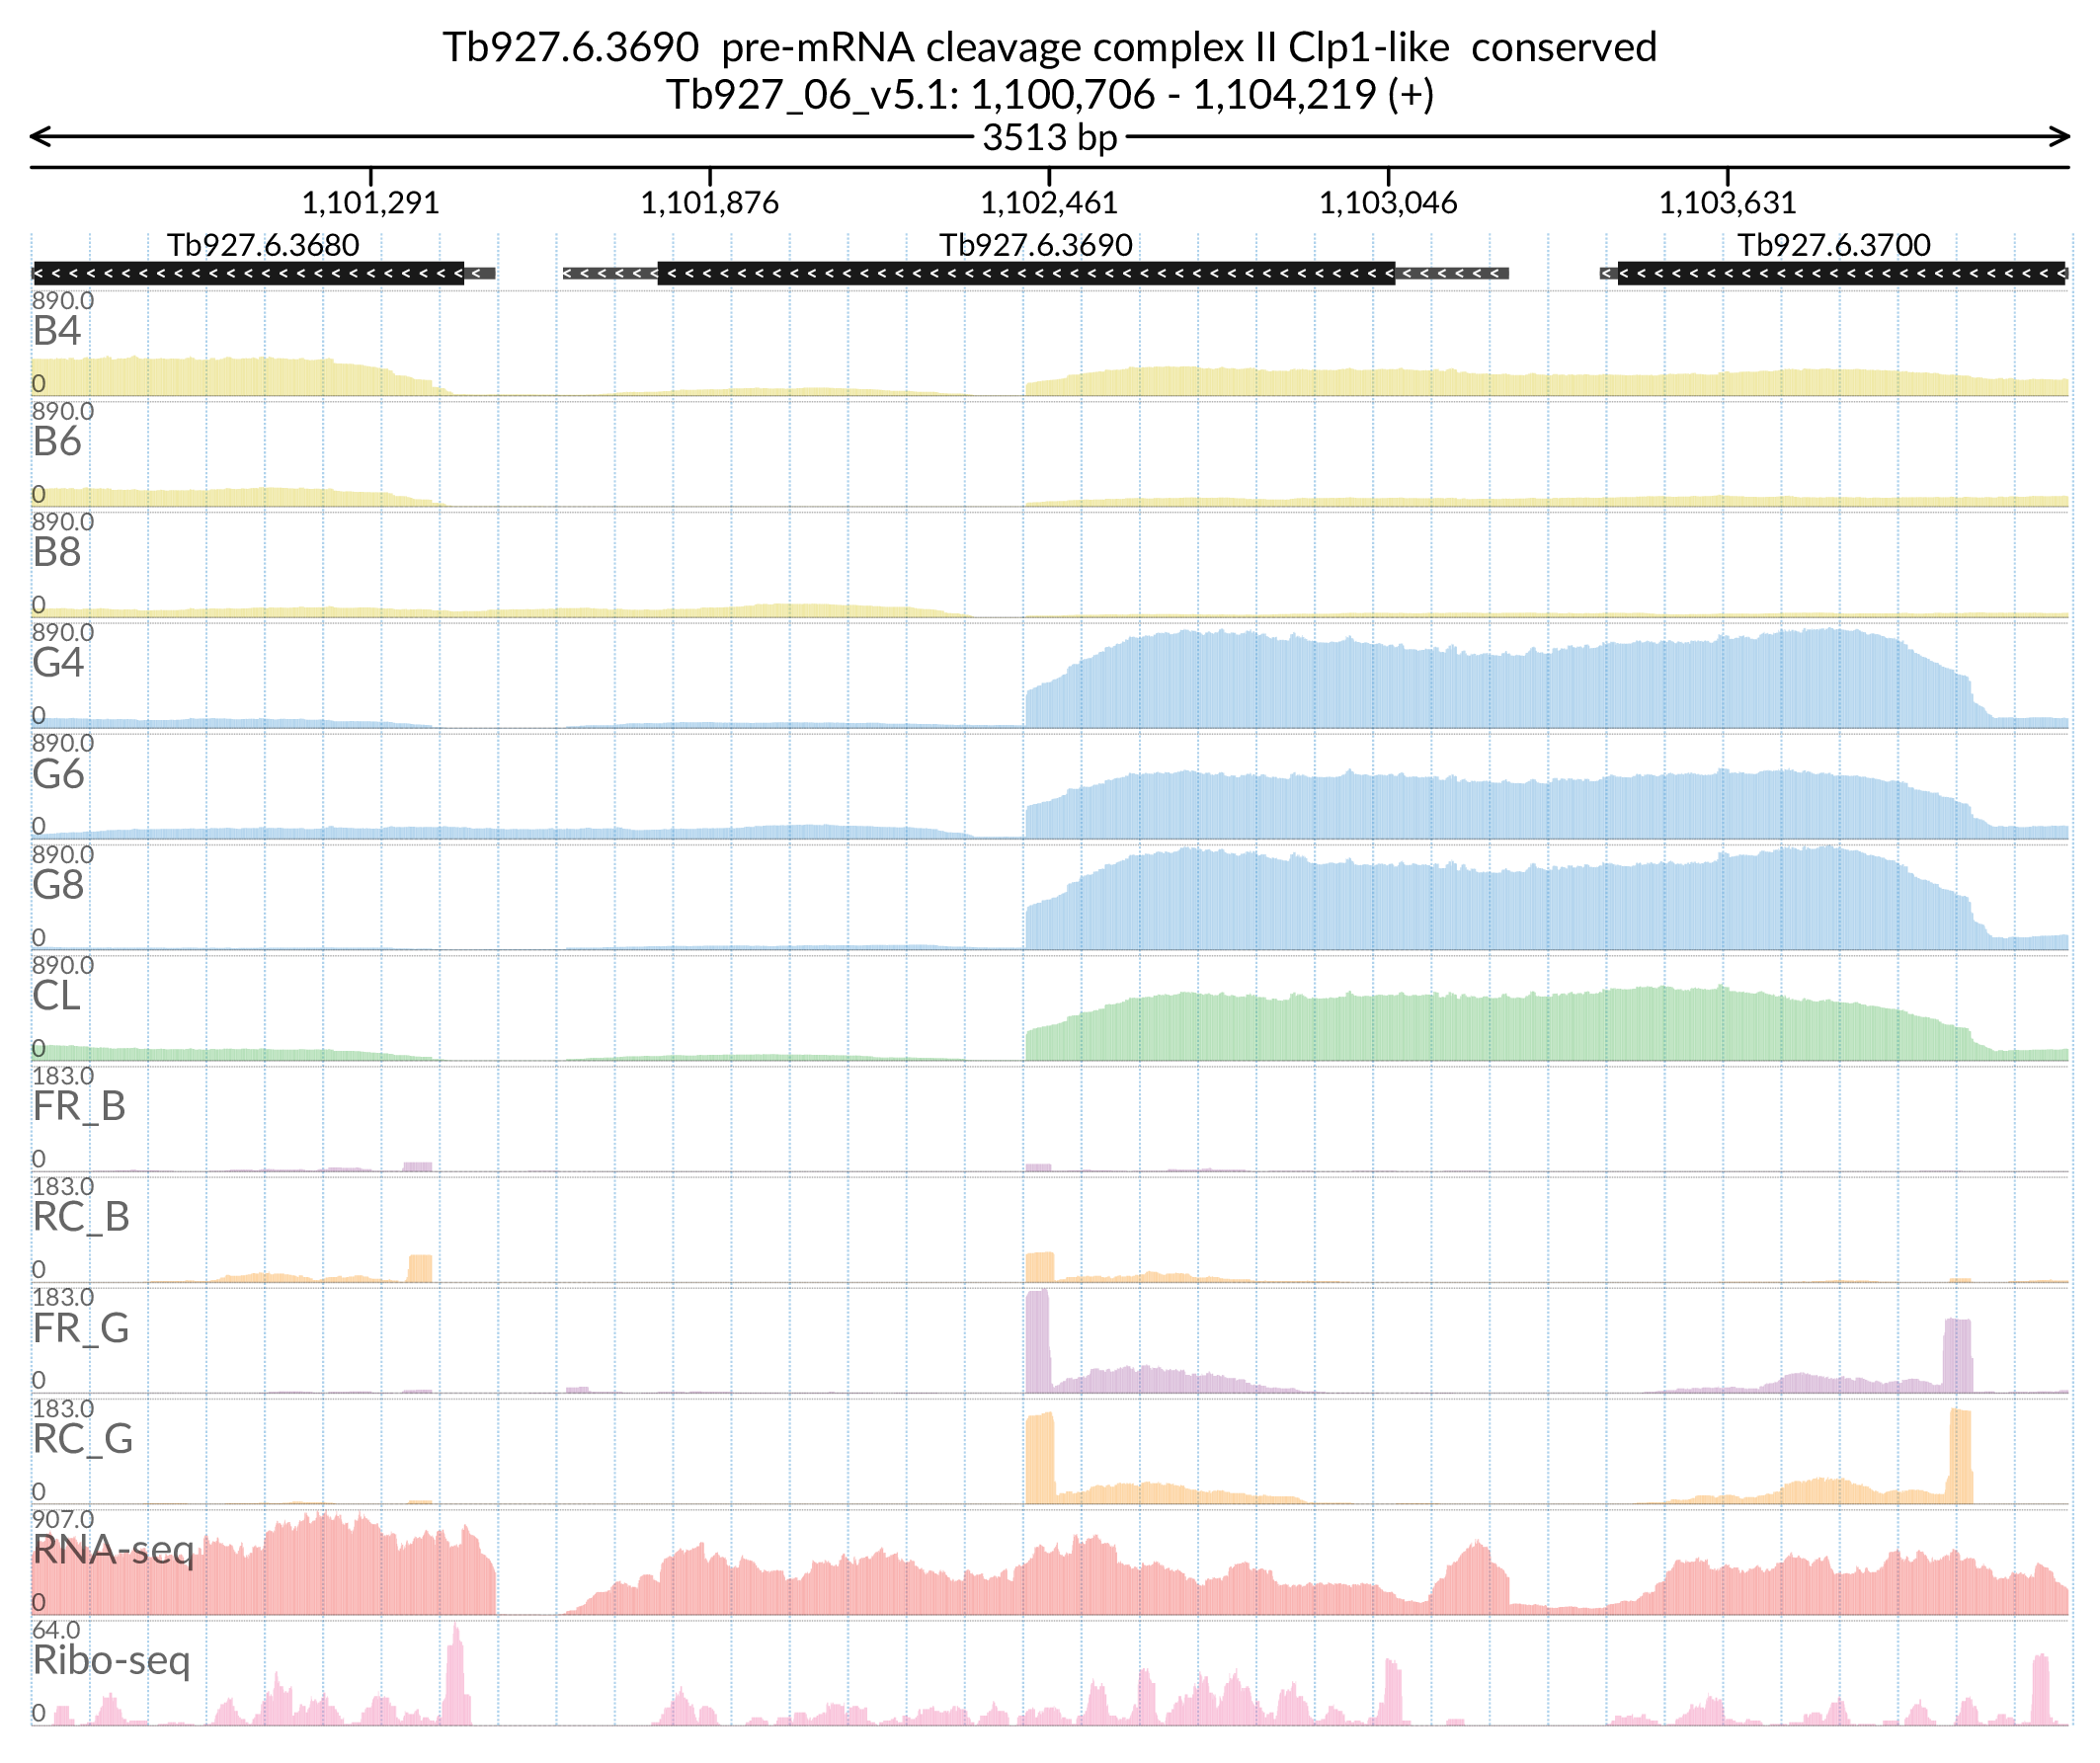 Tb927.6.3690  pre-mRNA cleavage complex II Clp1-like  conserved
Tb927_06_v5.1: 1,100,706 - 1,104,219 (+)
3513 bp
1,101,291 1,101,876 1,102,461 1,103,046 1,103,631
Tb927.6.3680 Tb927.6.3690 Tb927.6.3700
890.0
B4
0
890.0
B6
0
890.0
B8
0
890.0
G4
0
890.0
G6
0
890.0
G8
0
890.0
CL
0
183.0
FR_B
0
183.0
RC_B
0
183.0
FR_G
0
183.0
RC_G
0
907.0
RNA-seq
0
64.0
Ribo-seq
0